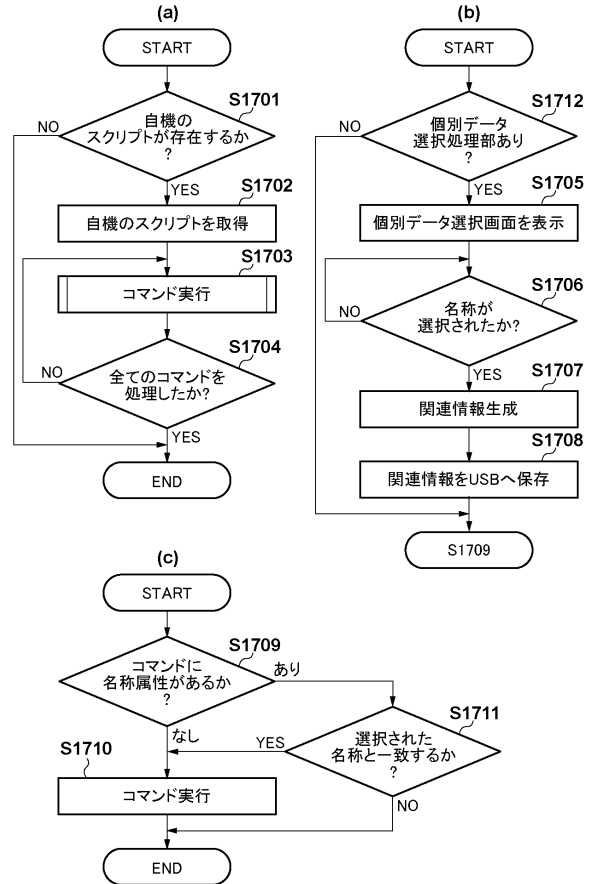 (a)
START
S1701
自機の
スクリプトが存在するか
?
NO
YES
S1702
自機のスクリプトを取得
S1703
コマンド実行
S1704
全てのコマンドを
処理したか?
NO
YES
END
(b)
START
S1712
個別データ
選択処理部あり
?
NO
YES
S1705
個別データ選択画面を表示
S1706
名称が
選択されたか?
NO
YES
S1707
関連情報生成
S1708
関連情報をUSBへ保存
S1709
(c)
START
S1709
コマンドに
名称属性があるか
?
あり
なし
S1711
選択された
名称と一致するか
?
YES
NO
S1710
コマンド実行
END